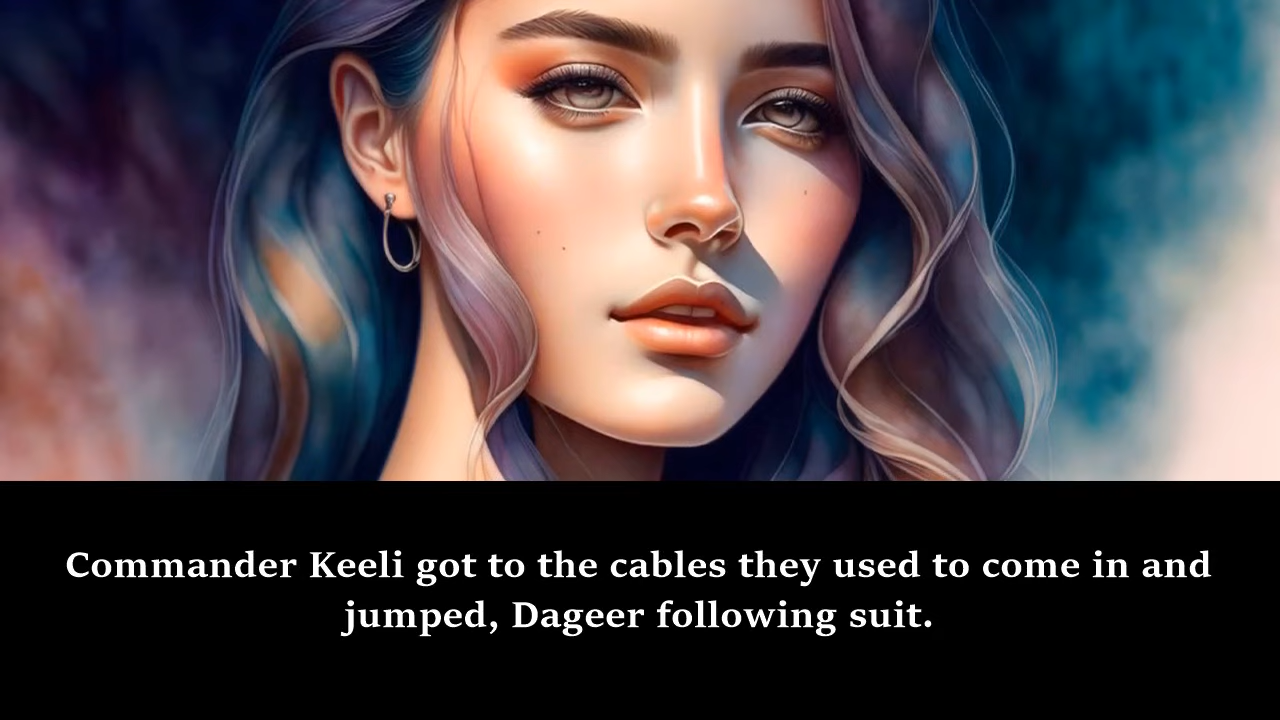 Commander Keeli got to the cables they used to come in and
jumped, Dageer following suit.